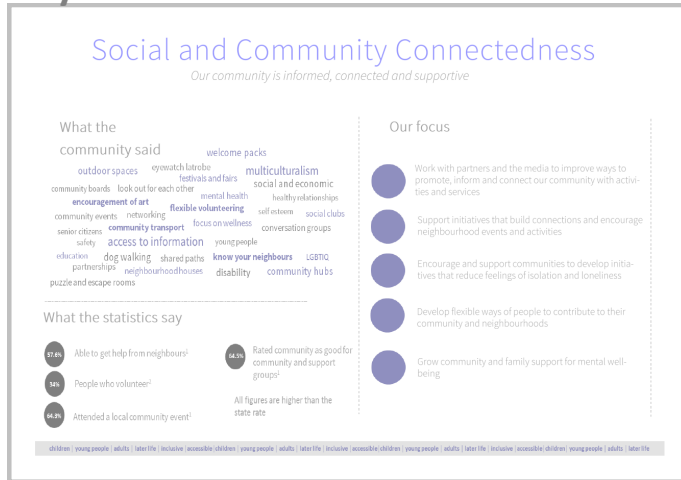 Social and Community Connectedness
Our community is informed, connected and supportive
What the
community said
welcome packs
outdoor spaces
eyewatch latrobe
multiculturalism
festivals and fairs
social and economic
community boards
look out for each other
mental health
healthy relationships
encouragement of art
flexible volunteering
self esteem
social clubs
community events
networking
focus on wellness
conversation groups
senior citizens
community transport
safety
access to information
young people
education
dog walking
shared paths
know your neighbours
LGBTIQ
partnerships
neighbourhood houses
disability
community hubs
puzzle and escape rooms
What the statistics say
57.6%
Able to get help from neighbours¹
34%
People who volunteer¹
64.3%
Attended a local community event¹
64.5%
Rated community as good for
community and support
groups¹
All figures are higher than the
state rate
Our focus
Work with partners and the media to improve ways to
promote, inform and connect our community with activi-
ties and services
Support initiatives that build connections and encourage
neighbourhood events and activities
Encourage and support communities to develop initia-
tives that reduce feelings of isolation and loneliness
Develop flexible ways of people to contribute to their
community and neighbourhoods
Grow community and family support for mental well-
being
children | young people | adults | later life | inclusive | accessible | children | young people | adults | later life | inclusive | accessible | children | young people | adults | later life | inclusive | accessible | children | young people | adults | later life